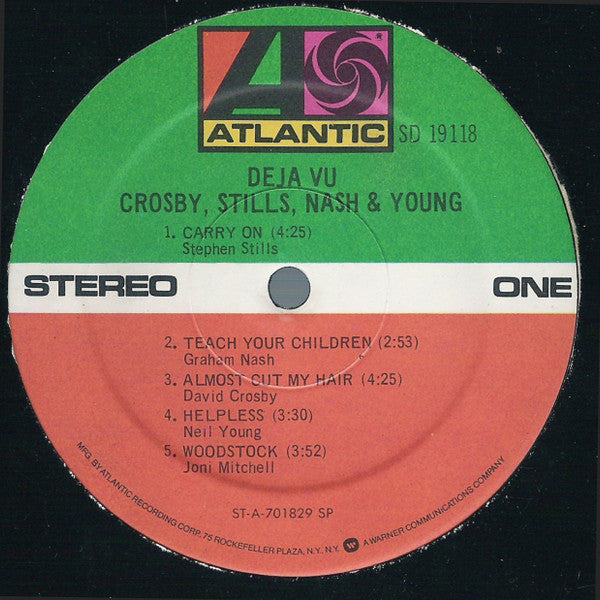 ATLANTIC
®
SD 19118
DEJA VU
CROSBY, STILLS, NASH & YOUNG
1. CARRY ON (4:25)
Stephen Stills
STEREO
ONE
2. TEACH YOUR CHILDREN (2:53)
Graham Nash
3. ALMOST CUT MY HAIR (4:25)
David Crosby
4. HELPLESS (3:30)
Neil Young
5. WOODSTOCK (3:52)
Joni Mitchell
ST-A-701829 SP
MFG. BY ATLANTIC RECORDING CORP. 75 ROCKEFELLER PLAZA, N.Y. N.Y. A WARNER COMMUNICATIONS COMPANY